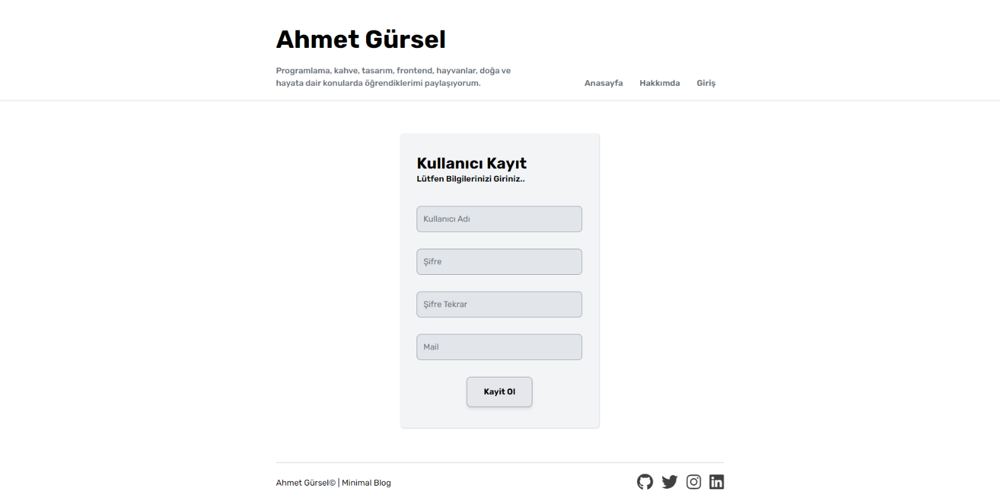 Ahmet Gürsel
Programlama, kahve, tasarım, frontend, hayvanlar, doğa ve
hayata dair konularda öğrendiklerimi paylaşıyorum.
Anasayfa Hakkımda Giriş
Kullanıcı Kayıt
Lütfen Bilgilerinizi Giriniz..
Kullanıcı Adı
Şifre
Şifre Tekrar
Mail
Kayit Ol
Ahmet Gürsel© | Minimal Blog